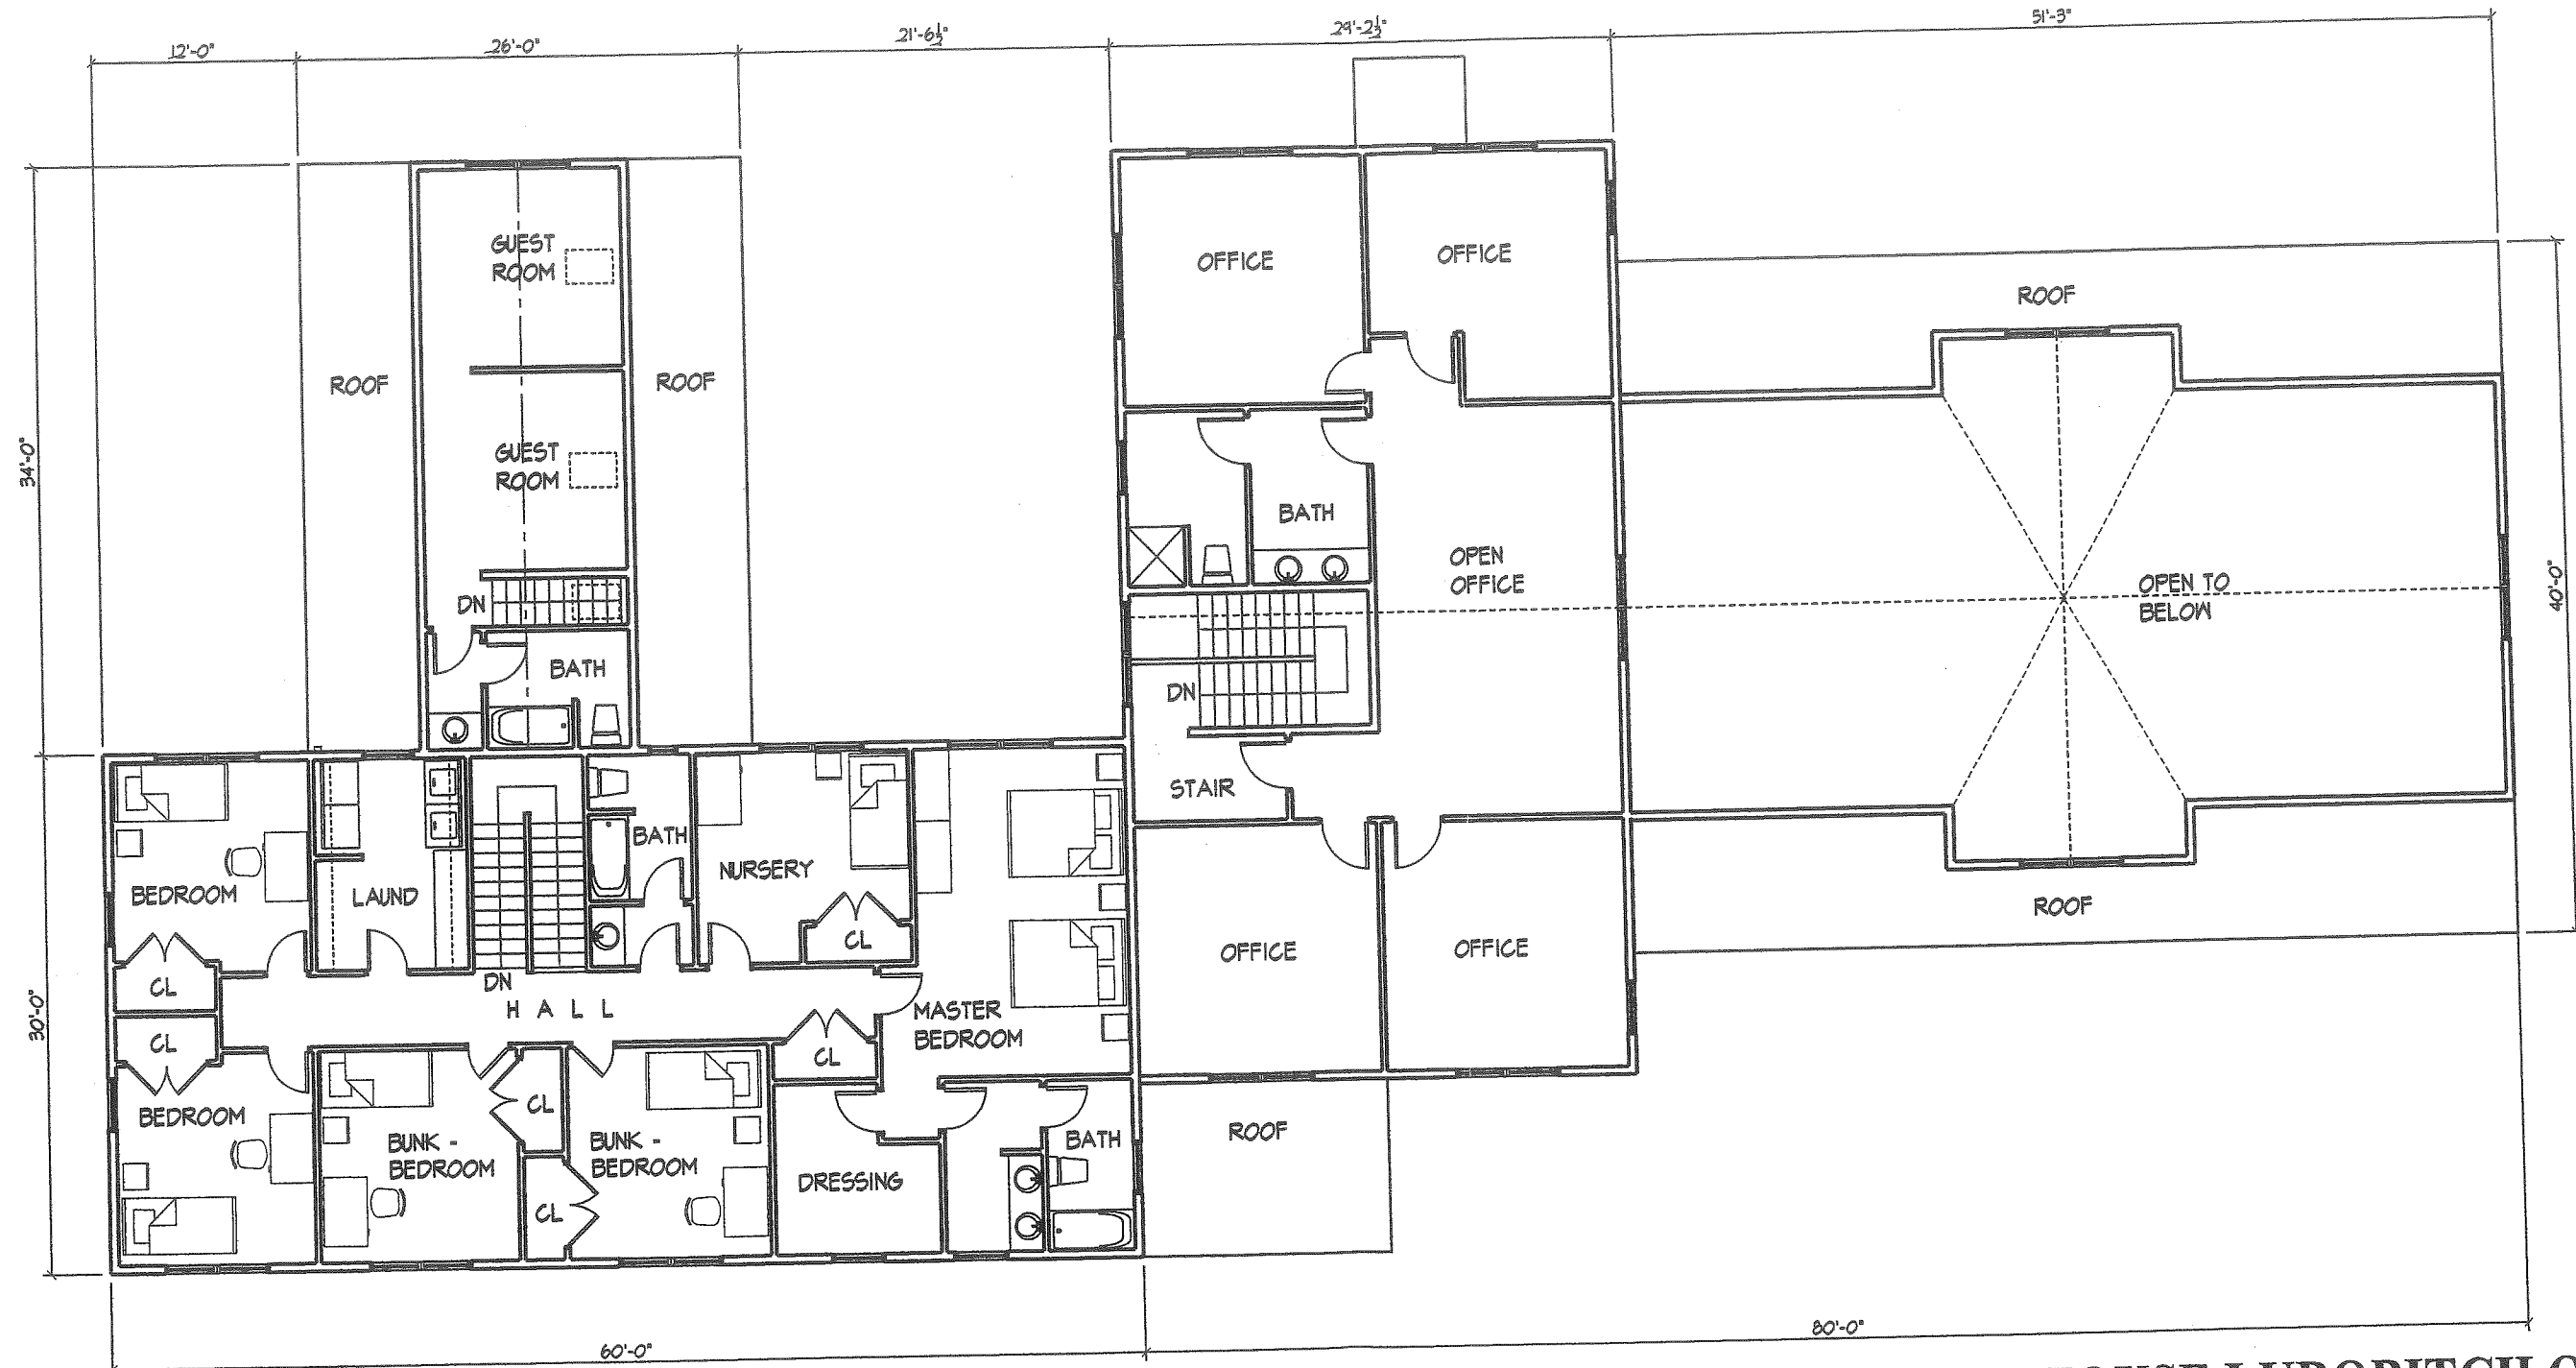 12'-0"
26'-0"
21'-6½"
29'-2½"
51'-3"
34'-0"
30'-0"
40'-0"
60'-0"
80'-0"
GUEST
ROOM
ROOF
ROOF
GUEST
ROOM
DN
BATH
OFFICE
OFFICE
ROOF
BATH
OPEN
OFFICE
OPEN TO
BELOW
DN
STAIR
BEDROOM
LAUND
BATH
NURSERY
CL
CL
DN
HALL
MASTER
BEDROOM
OFFICE
OFFICE
ROOF
CL
CL
BEDROOM
BUNK -
BEDROOM
CL
BUNK -
BEDROOM
CL
DRESSING
BATH
ROOF